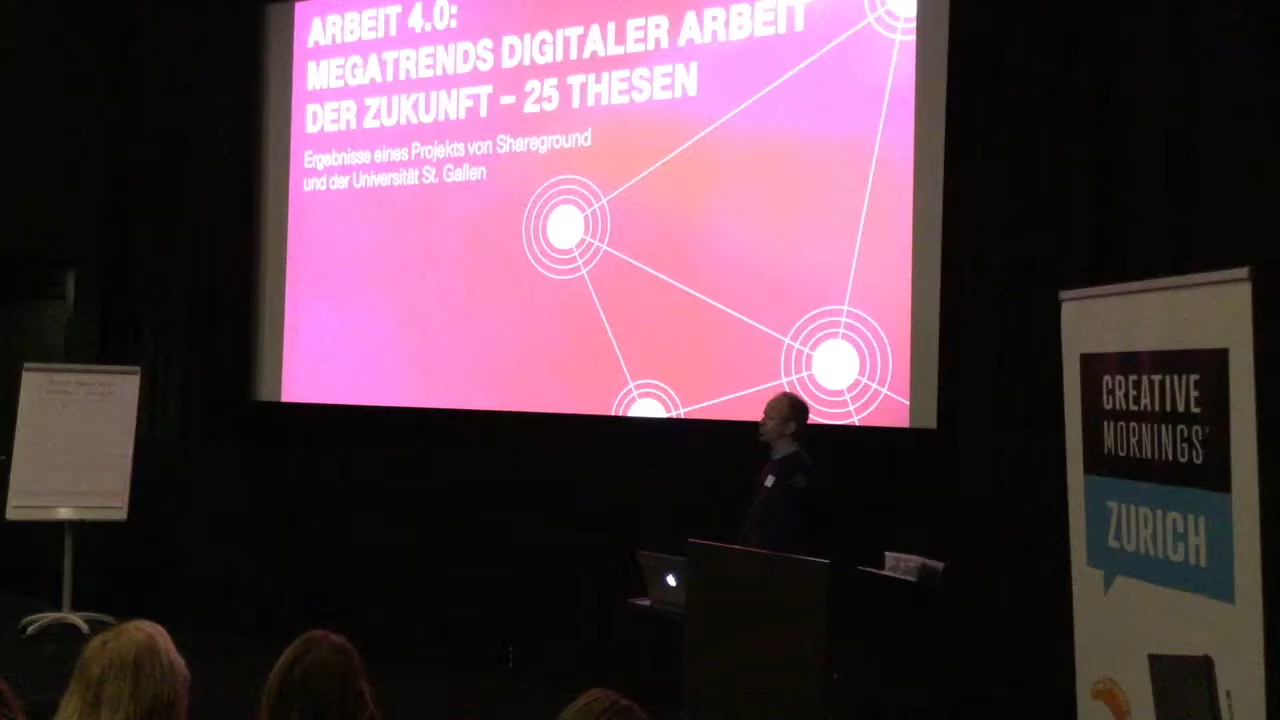 ARBEIT 4.0:
MEGATRENDS DIGITALER ARBEIT
DER ZUKUNFT – 25 THESEN
Ergebnisse eines Projekts von Shareground
und der Universität St. Gallen
CREATIVE
MORNINGS
ZURICH